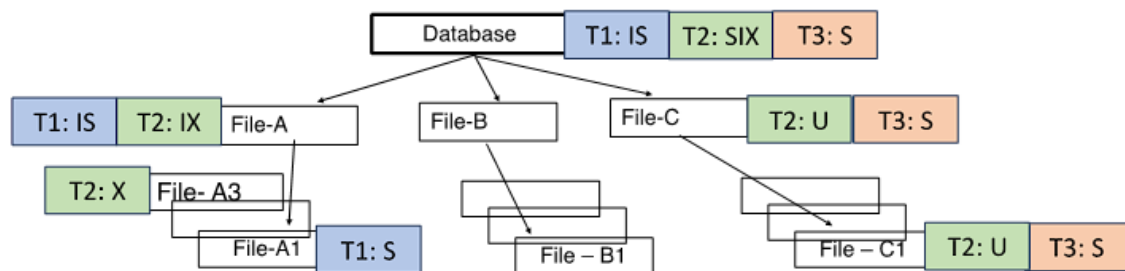 Database T1: IS T2: SIX T3: S
T1: IS T2: IX File-A File-B File-C T2: U T3: S
T2: X File- A3
File-A1 T1: S File – B1 File – C1 T2: U T3: S